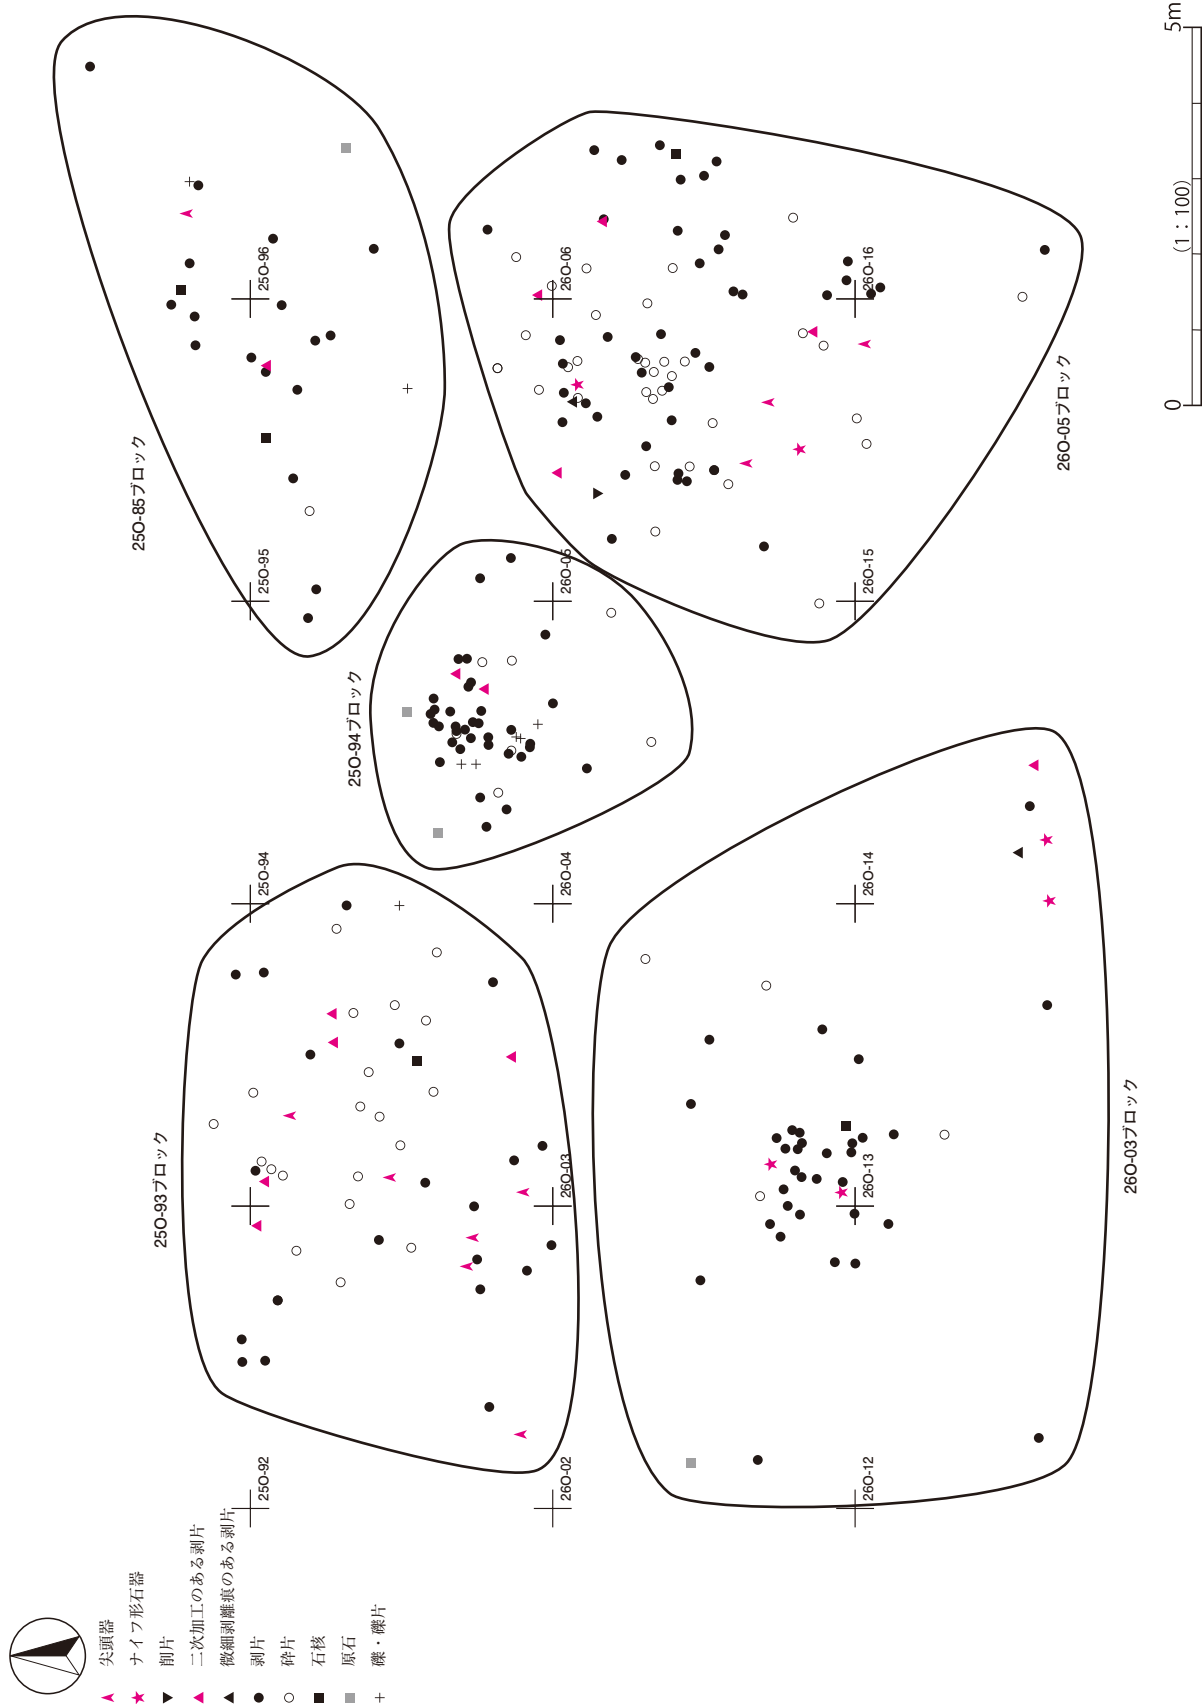 尖頭器
ナイフ形石器
削片
二次加工のある剥片
微細剥離痕のある剥片
剥片
砕片
石核
原石
礫・礫片
25O-85ブロック
25O-93ブロック
25O-94ブロック
26O-03ブロック
26O-05ブロック
25O-92
25O-94
25O-95
25O-96
26O-02
26O-03
26O-04
26O-05
26O-06
26O-12
26O-13
26O-14
26O-15
26O-16
0
(1：100)
5m